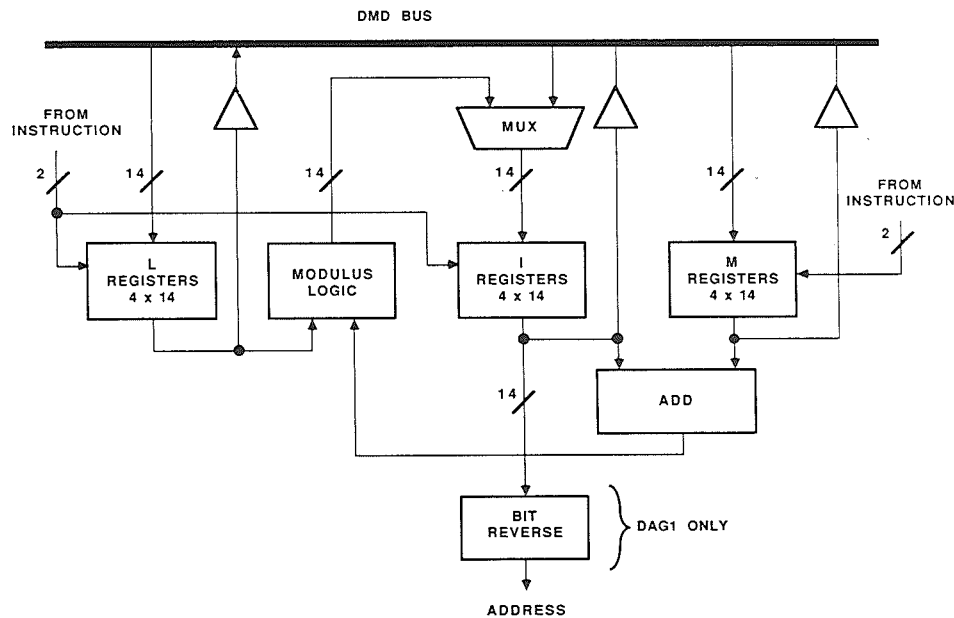 DMD BUS
FROM
INSTRUCTION
MUX
2
14
14
14
14
FROM
INSTRUCTION
2
L
REGISTERS
4 x 14
MODULUS
LOGIC
I
REGISTERS
4 x 14
M
REGISTERS
4 x 14
14
ADD
BIT
REVERSE
DAG1 ONLY
ADDRESS